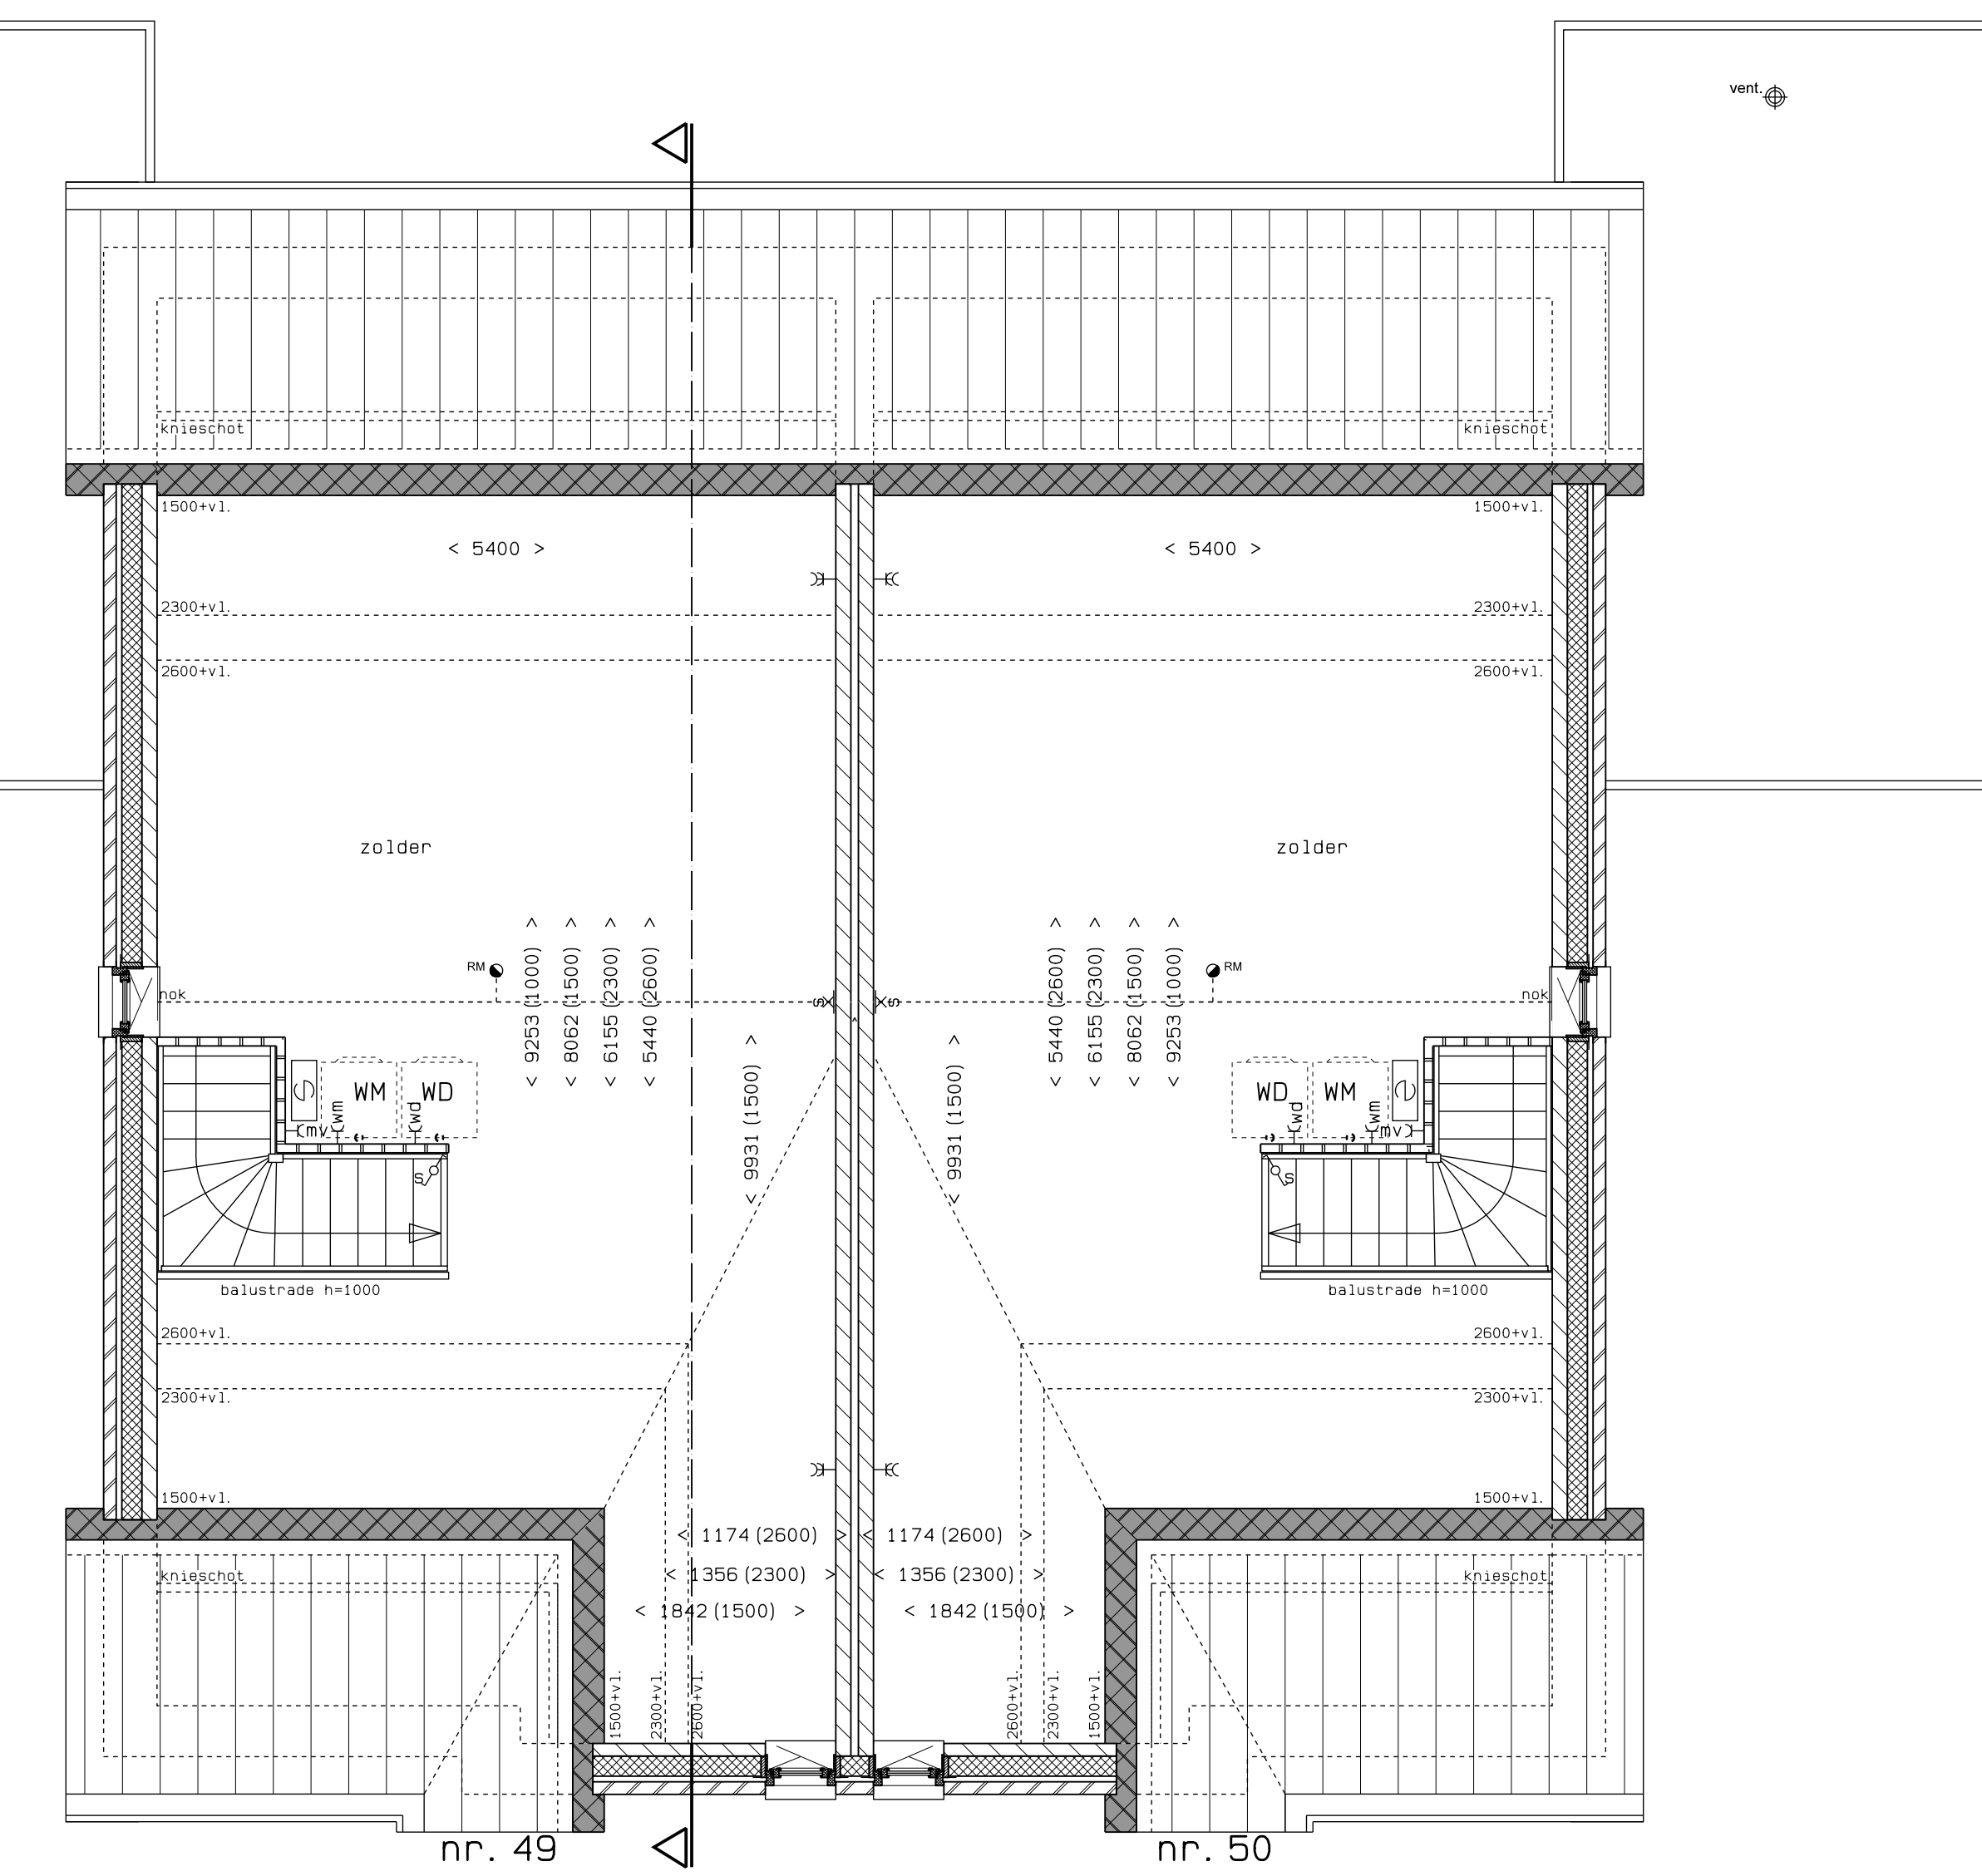 vent.
knieschot
knieschot
1500+vl.
1500+vl.
< 5400 >
< 5400 >
2300+vl.
2300+vl.
2600+vl.
2600+vl.
zolder
zolder
RM
RM
< 9253 (1000) >
< 8062 (1500) >
< 6155 (2300) >
< 5440 (2600) >
< 5440 (2600) >
< 6155 (2300) >
< 8062 (1500) >
< 9253 (1000) >
nok
S
S
nok
< 9931 (1500) >
< 9931 (1500) >
WM
WD
WD
WM
mv
wm
wd
wd
wm
mv
S
S
balustrade h=1000
balustrade h=1000
2600+vl.
2600+vl.
2300+vl.
2300+vl.
1500+vl.
1500+vl.
< 1174 (2600) >
< 1174 (2600) >
knieschot
< 1356 (2300) >
< 1356 (2300) >
knieschot
< 1842 (1500) >
< 1842 (1500) >
1500+vl.
2300+vl.
2600+vl.
2600+vl.
2300+vl.
1500+vl.
nr. 49
nr. 50